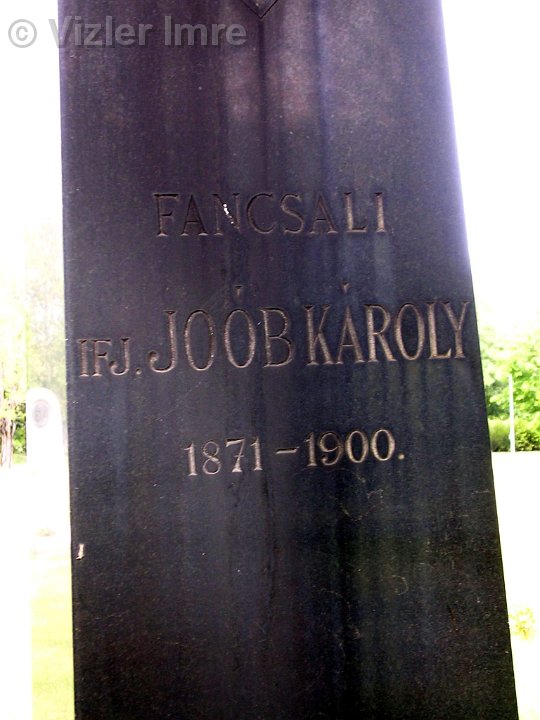 © Vizler Imre
FANCSALI
IFJ. JOÓB KÁROLY
1871-1900.